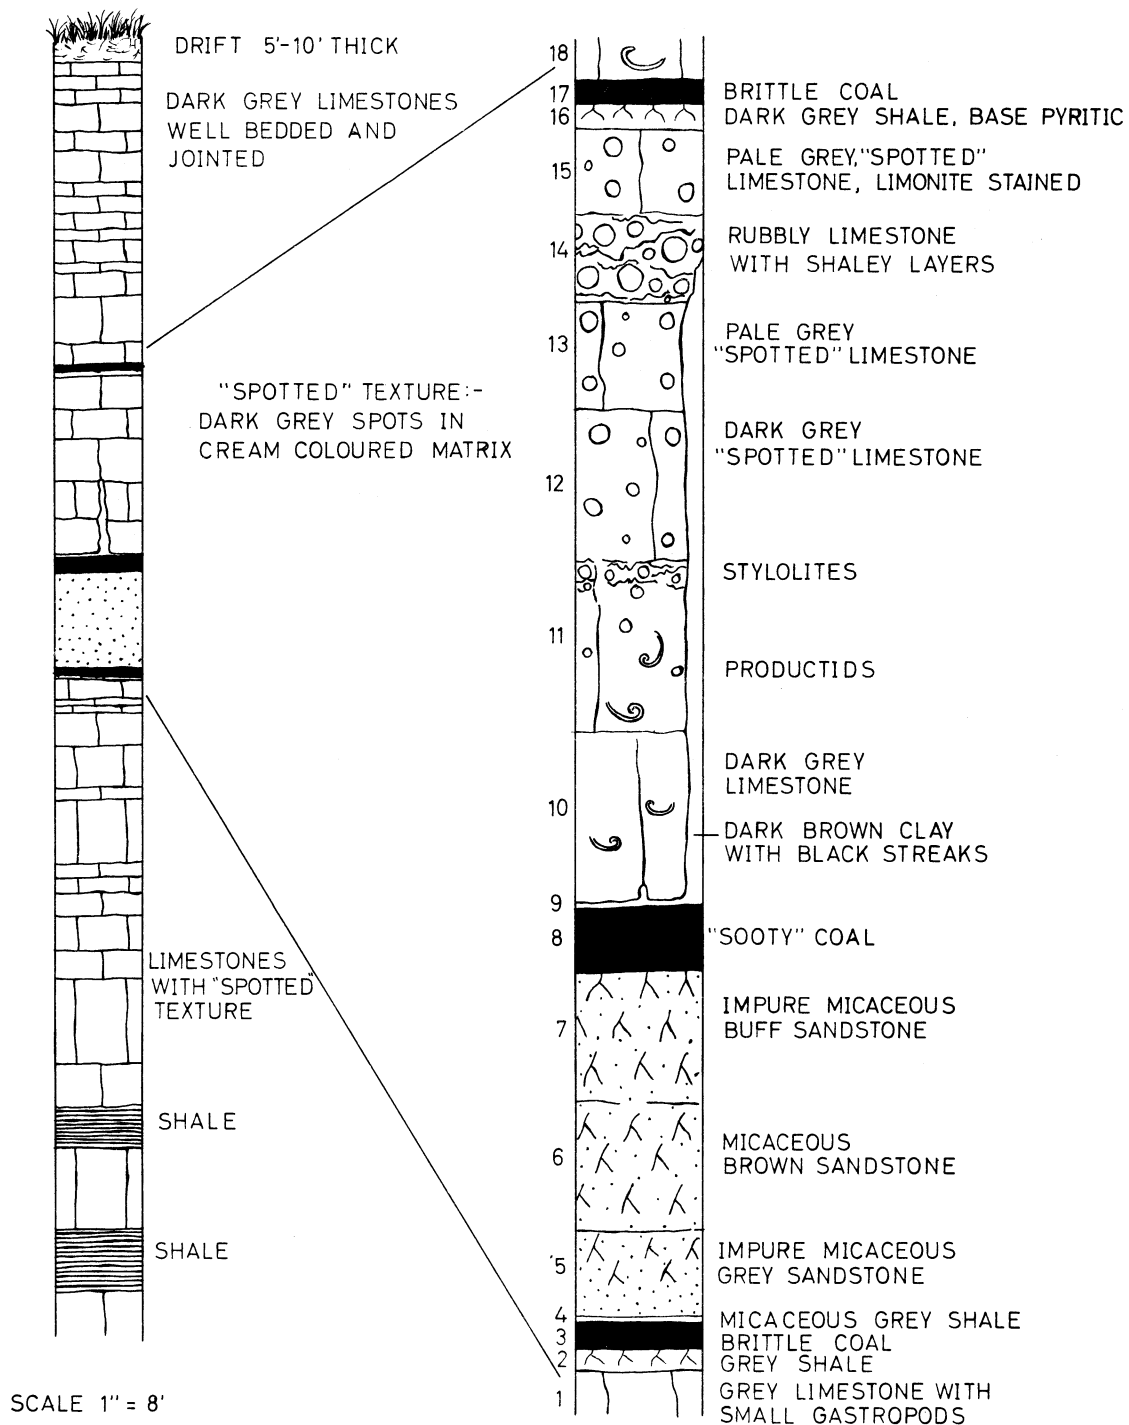 DRIFT 5'-10' THICK
DARK GREY LIMESTONES
WELL BEDDED AND
JOINTED
"SPOTTED" TEXTURE:-
DARK GREY SPOTS IN
CREAM COLOURED MATRIX
LIMESTONES
WITH "SPOTTED"
TEXTURE
SHALE
SHALE
SCALE 1" = 8'
18
17 BRITTLE COAL
16 DARK GREY SHALE, BASE PYRITIC
15 PALE GREY, "SPOTTED"
LIMESTONE, LIMONITE STAINED
14 RUBBLY LIMESTONE
WITH SHALEY LAYERS
13 PALE GREY
"SPOTTED" LIMESTONE
12 DARK GREY
"SPOTTED" LIMESTONE
STYLOLITES
11
PRODUCTIDS
10 DARK GREY
LIMESTONE
DARK BROWN CLAY
WITH BLACK STREAKS
9
8 "SOOTY" COAL
7 IMPURE MICACEOUS
BUFF SANDSTONE
6 MICACEOUS
BROWN SANDSTONE
5 IMPURE MICACEOUS
GREY SANDSTONE
4 MICACEOUS GREY SHALE
3 BRITTLE COAL
2 GREY SHALE
1 GREY LIMESTONE WITH
SMALL GASTROPODS